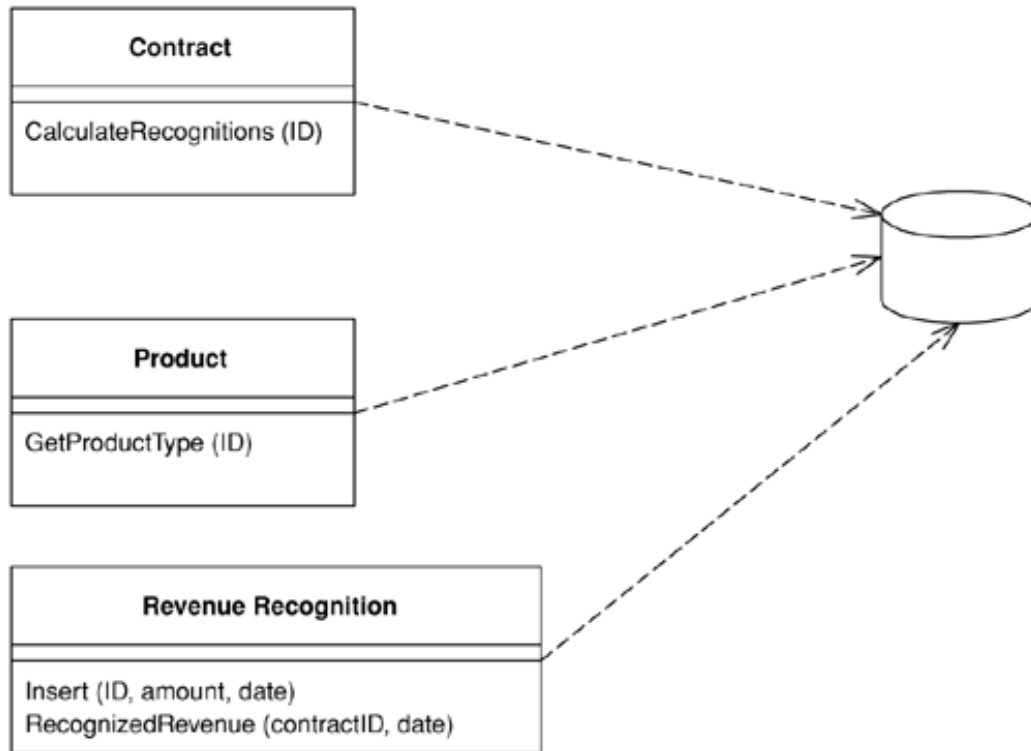 Contract
CalculateRecognitions (ID)
Product
GetProductType (ID)
Revenue Recognition
Insert (ID, amount, date)
RecognizedRevenue (contractID, date)